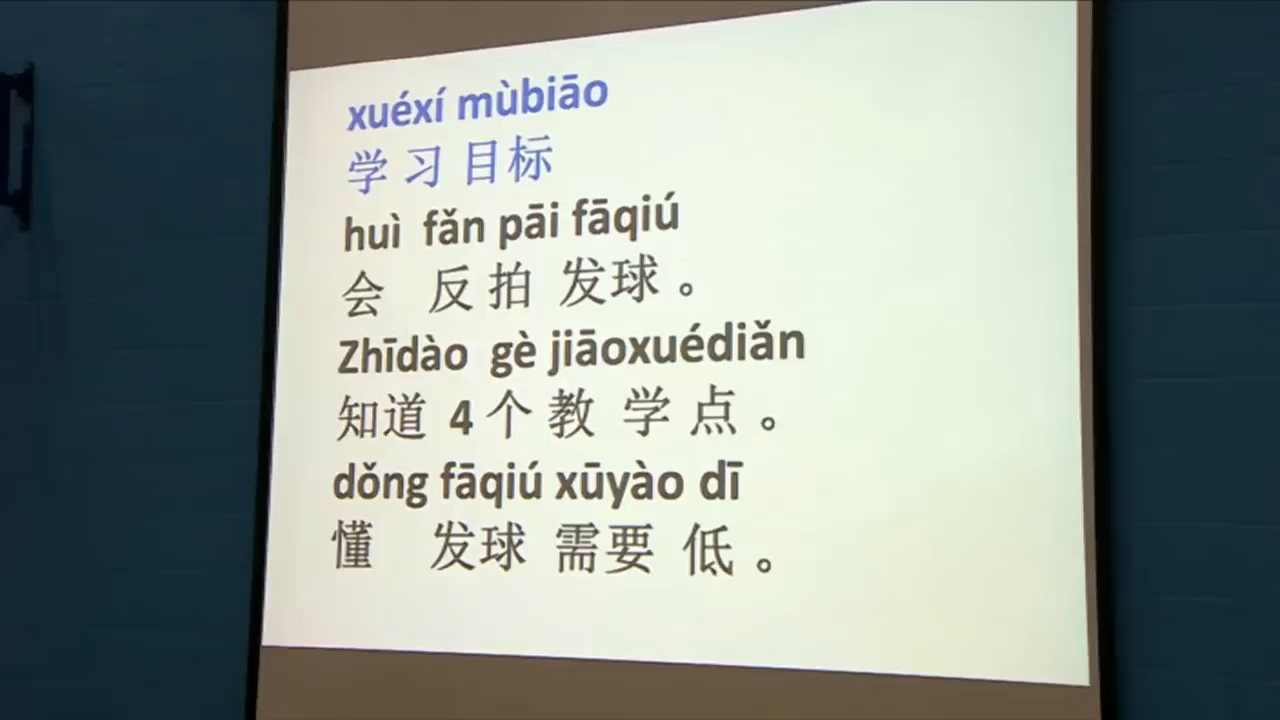 xuéxí mùbiāo
学 习 目标
huì fǎn pāi fāqiú
会 反 拍 发球 。
Zhīdào gè jiāoxuédiǎn
知道 4 个 教 学 点 。
dǒng fāqiú xūyào dī
懂 发球 需要 低 。